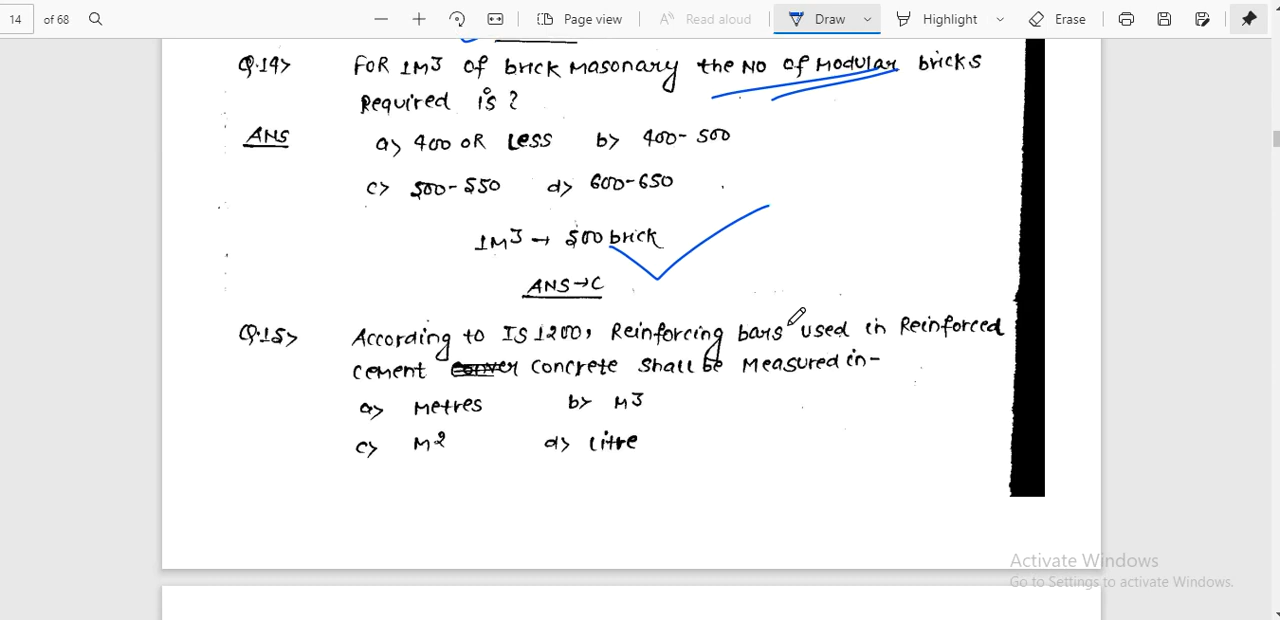 14 of 68 Page view Read aloud Draw Highlight Erase
Q.14> FOR 1M3 of brick masonary the NO of Modular bricks
Required is?
ANS a> 400 OR Less b> 400-500
c> 500-550 d> 600-650
1M3 → 500 brick
ANS→C
Q.15> According to IS 1200, Reinforcing bars used in Reinforced
cement concrete shall be Measured in-
a> Metres b> M3
c> M2 d> Litre
Activate Windows
Go to Settings to activate Windows.